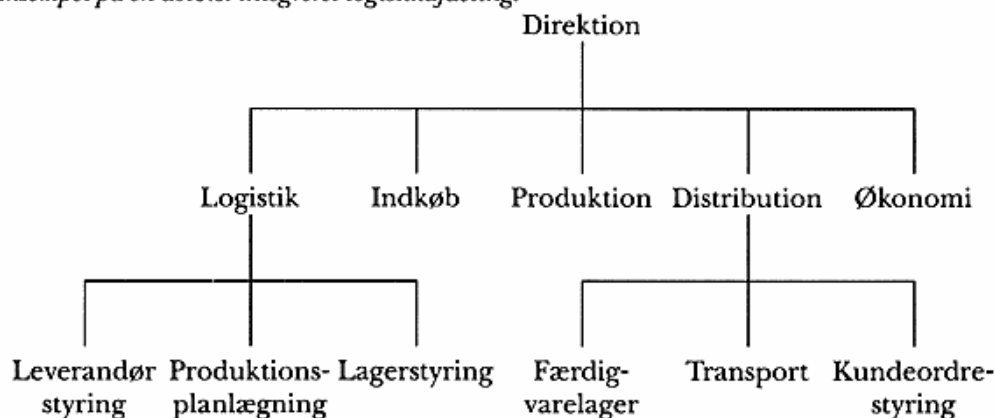 Direktion
Logistik Indkøb Produktion Distribution Økonomi
Leverandør Produktions- Lagerstyring Færdig- Transport Kundeordre-
styring planlægning varelager styring